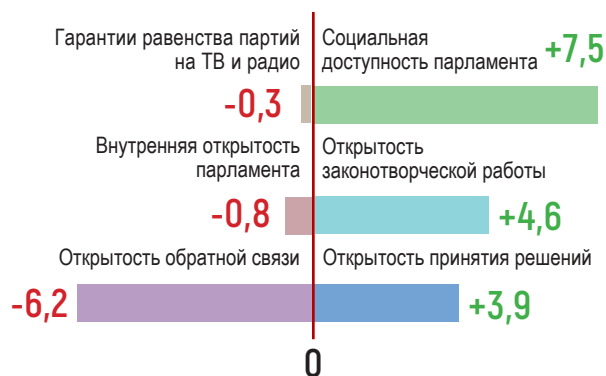 Гарантии равенства партий
на ТВ и радио
-0,3
Социальная
доступность парламента
+7,5
Внутренняя открытость
парламента
-0,8
Открытость
законотворческой работы
+4,6
Открытость обратной связи
-6,2
Открытость принятия решений
+3,9
0